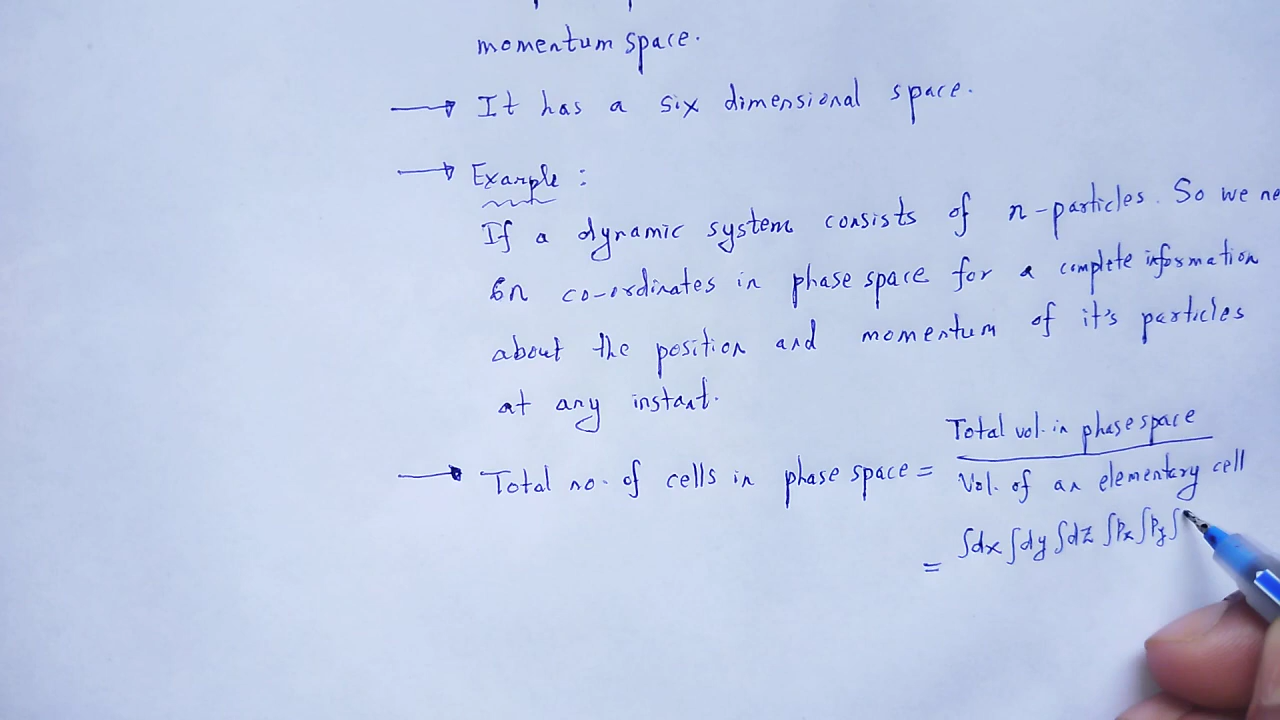 momentum space.
→ It has a six dimensional space.
→ Example :
If a dynamic system consists of n-particles. So we ne
6n co-ordinates in phase space for a complete information
about the position and momentum of it's particles
at any instant.
→ Total no. of cells in phase space = Total vol. in phase space
Vol. of an elementary cell
= ∫dx ∫dy ∫dz ∫px ∫py ∫